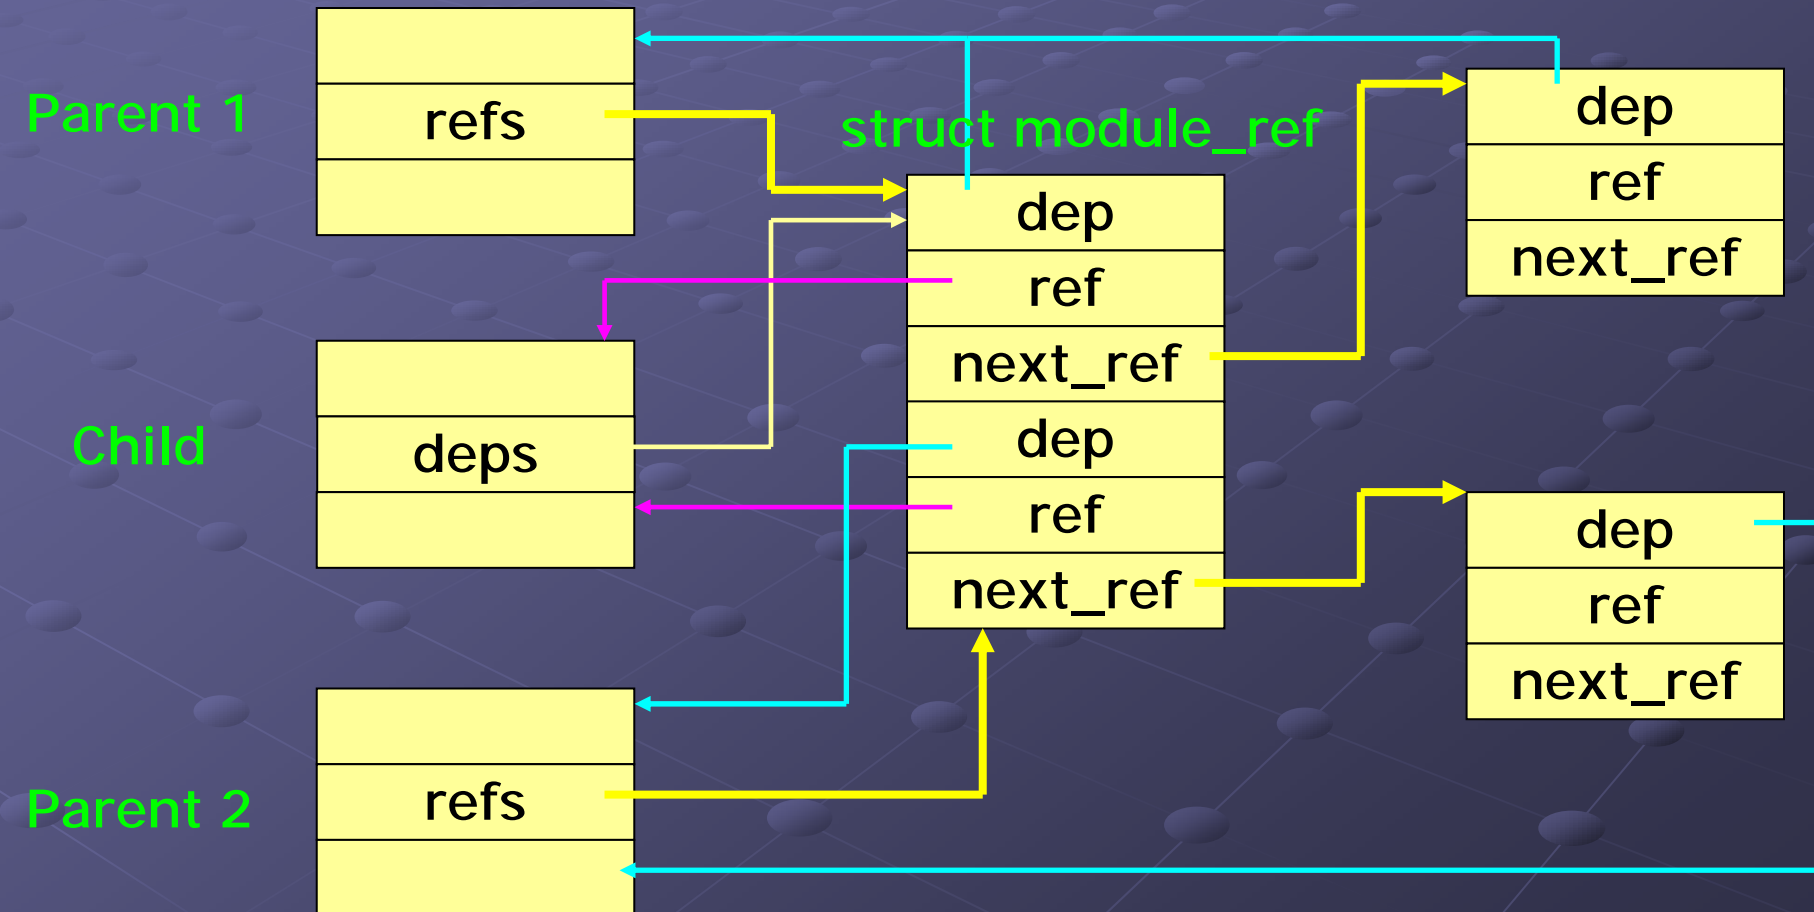 Parent 1
refs
struct module_ref
dep
ref
next_ref
dep
ref
next_ref
dep
ref
next_ref
Child
deps
dep
ref
next_ref
Parent 2
refs